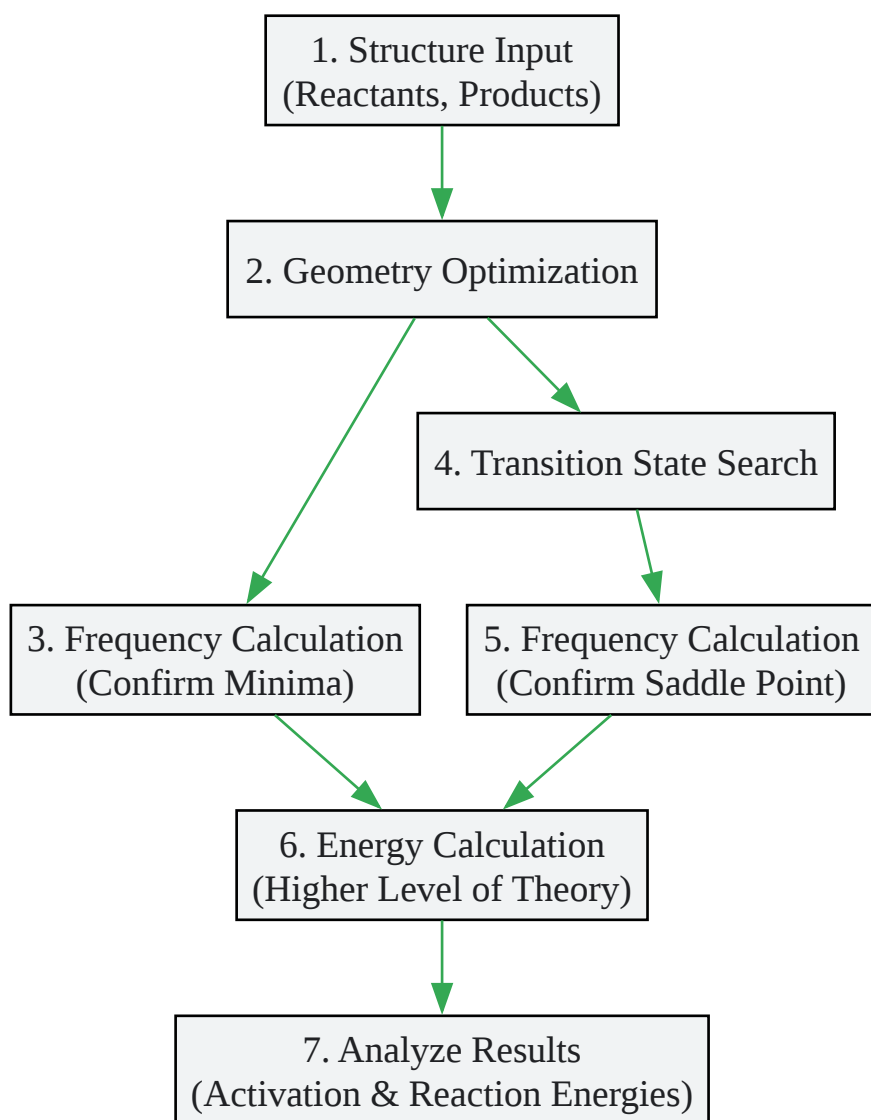 1. Structure Input
(Reactants, Products)
2. Geometry Optimization
4. Transition State Search
3. Frequency Calculation
(Confirm Minima)
5. Frequency Calculation
(Confirm Saddle Point)
6. Energy Calculation
(Higher Level of Theory)
7. Analyze Results
(Activation & Reaction Energies)